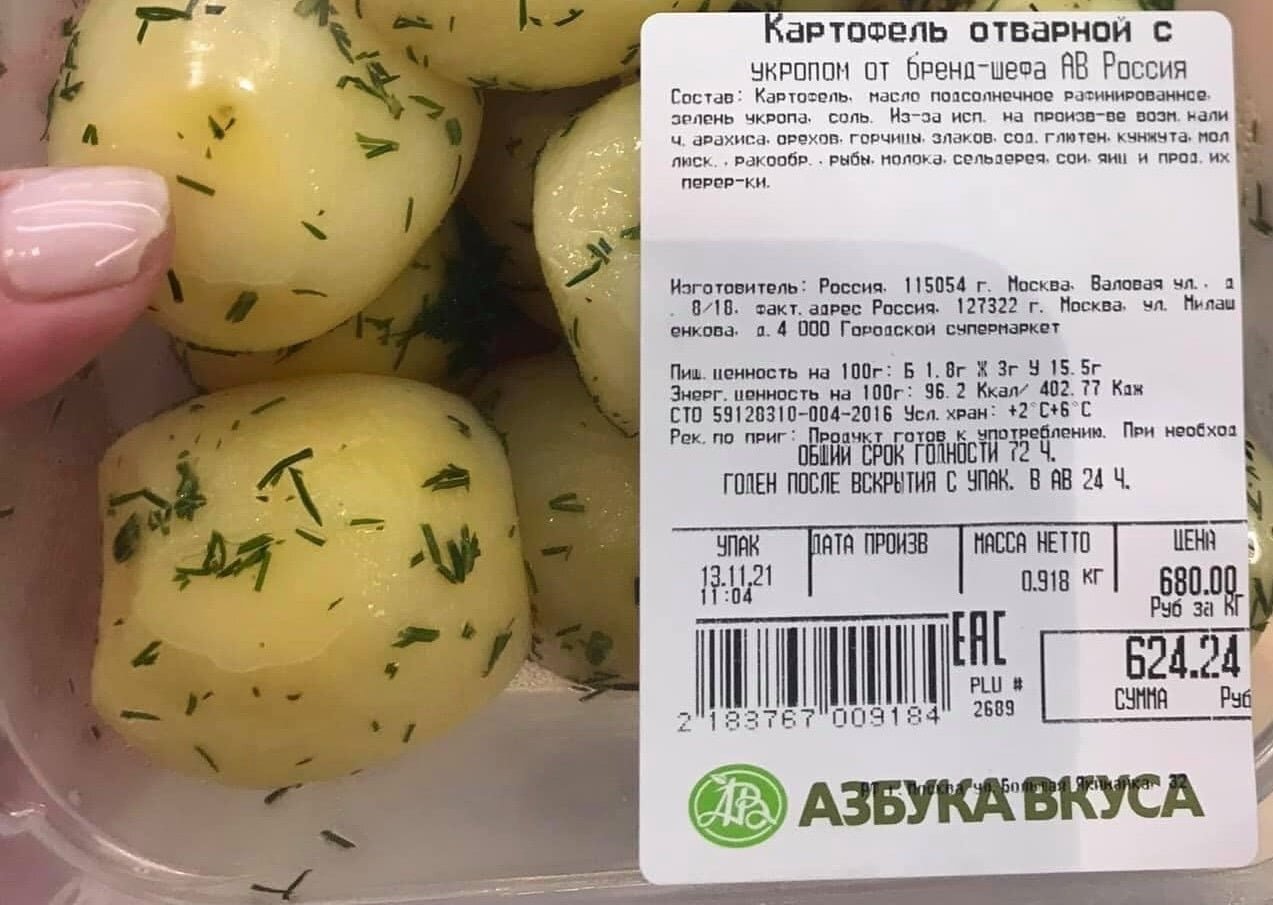 Картофель отварной с
укропом от бренд-шефа АВ Россия
Состав: Картофель, масло подсолнечное рафинированное,
зелень укропа, соль. Из-за исп. на произв-ве возм. нали
ч. арахиса, орехов, горчицы, злаков, сод. глютен, кунжута, мол
люск., ракообр., рыбы, молока, сельдерея, сои, яиц и прод. их
перер-ки.
Изготовитель: Россия, 115054 г. Москва, Валовая ул., д
. 8/18, факт. адрес Россия, 127322 г. Москва, ул. Милаш
енкова, д. 4 ООО Городской супермаркет
Пищ. ценность на 100г: Б 1.8г Ж 3г У 15.5г
Энерг. ценность на 100г: 96.2 Ккал/ 402.77 Кдж
СТО 59128310-004-2016 Усл. хран: +2°C+6°C
Рек. по приг: Продукт готов к употреблению. При необход
ОБЩИЙ СРОК ГОДНОСТИ 72 Ч.
ГОДЕН ПОСЛЕ ВСКРЫТИЯ С УПАК. В АВ 24 Ч.
УПАК ДАТА ПРОИЗВ МАССА НЕТТО ЦЕНА
13.11.21 0.918 кг 680.00
11:04 Руб за КГ
EAC
624.24
PLU #
2689
СУММА Руб
2 183767 009184
АВ г. Москва ул. Большая Якиманка 32
АЗБУКА ВКУСА